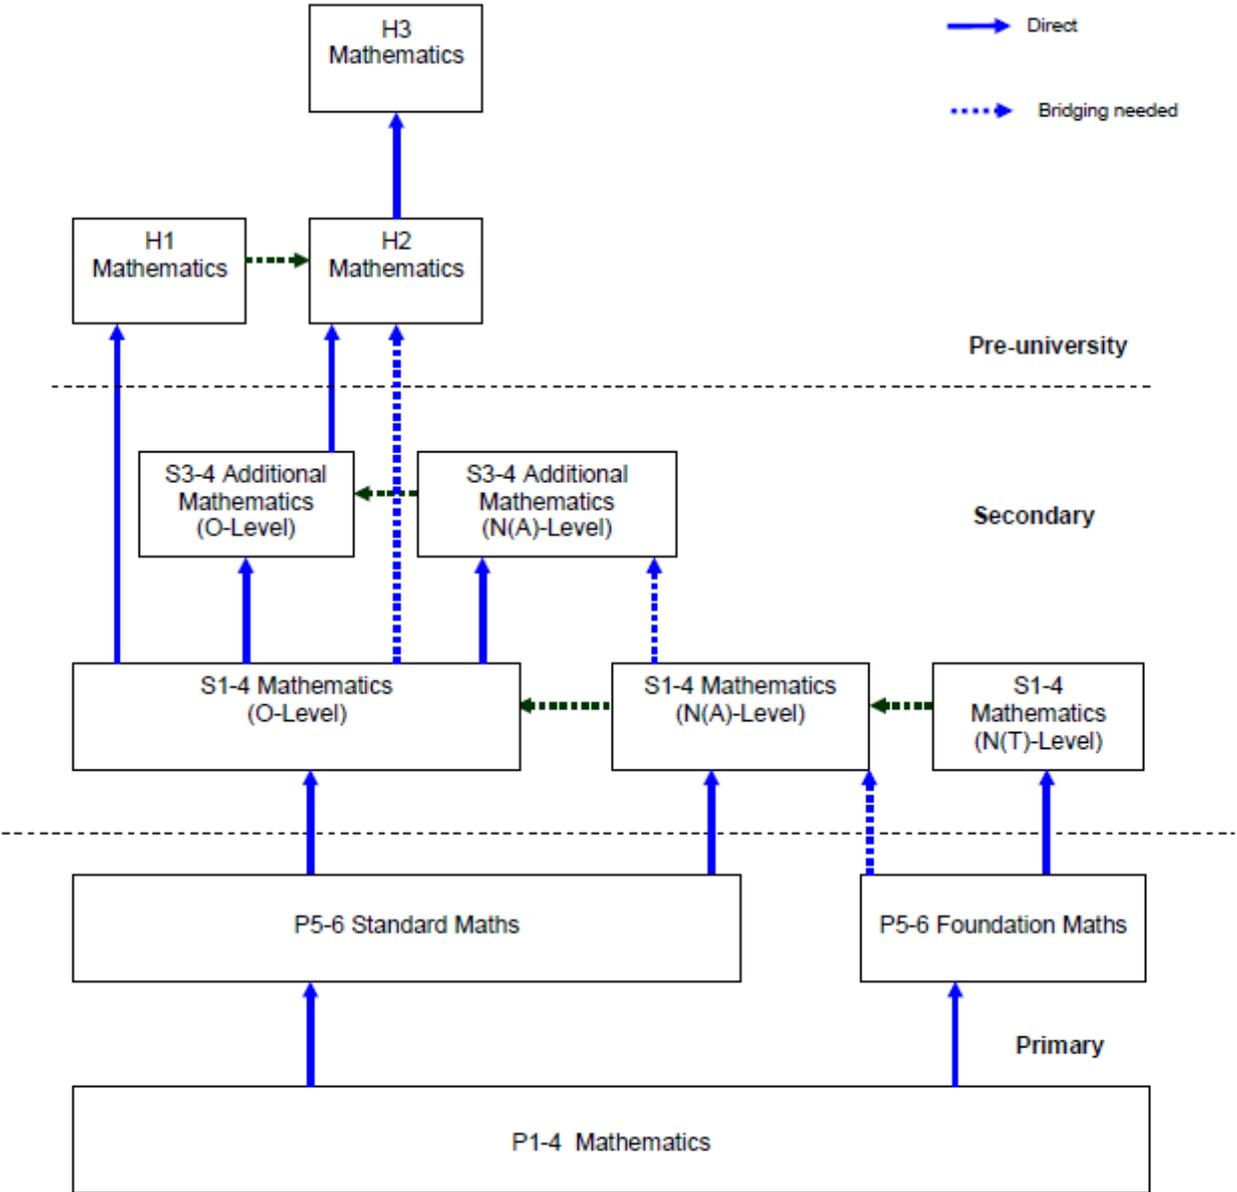 H3
Mathematics
Direct
Bridging needed
H1
Mathematics
H2
Mathematics
Pre-university
S3-4 Additional
Mathematics
(O-Level)
S3-4 Additional
Mathematics
(N(A)-Level)
Secondary
S1-4 Mathematics
(O-Level)
S1-4 Mathematics
(N(A)-Level)
S1-4
Mathematics
(N(T)-Level)
P5-6 Standard Maths
P5-6 Foundation Maths
Primary
P1-4 Mathematics